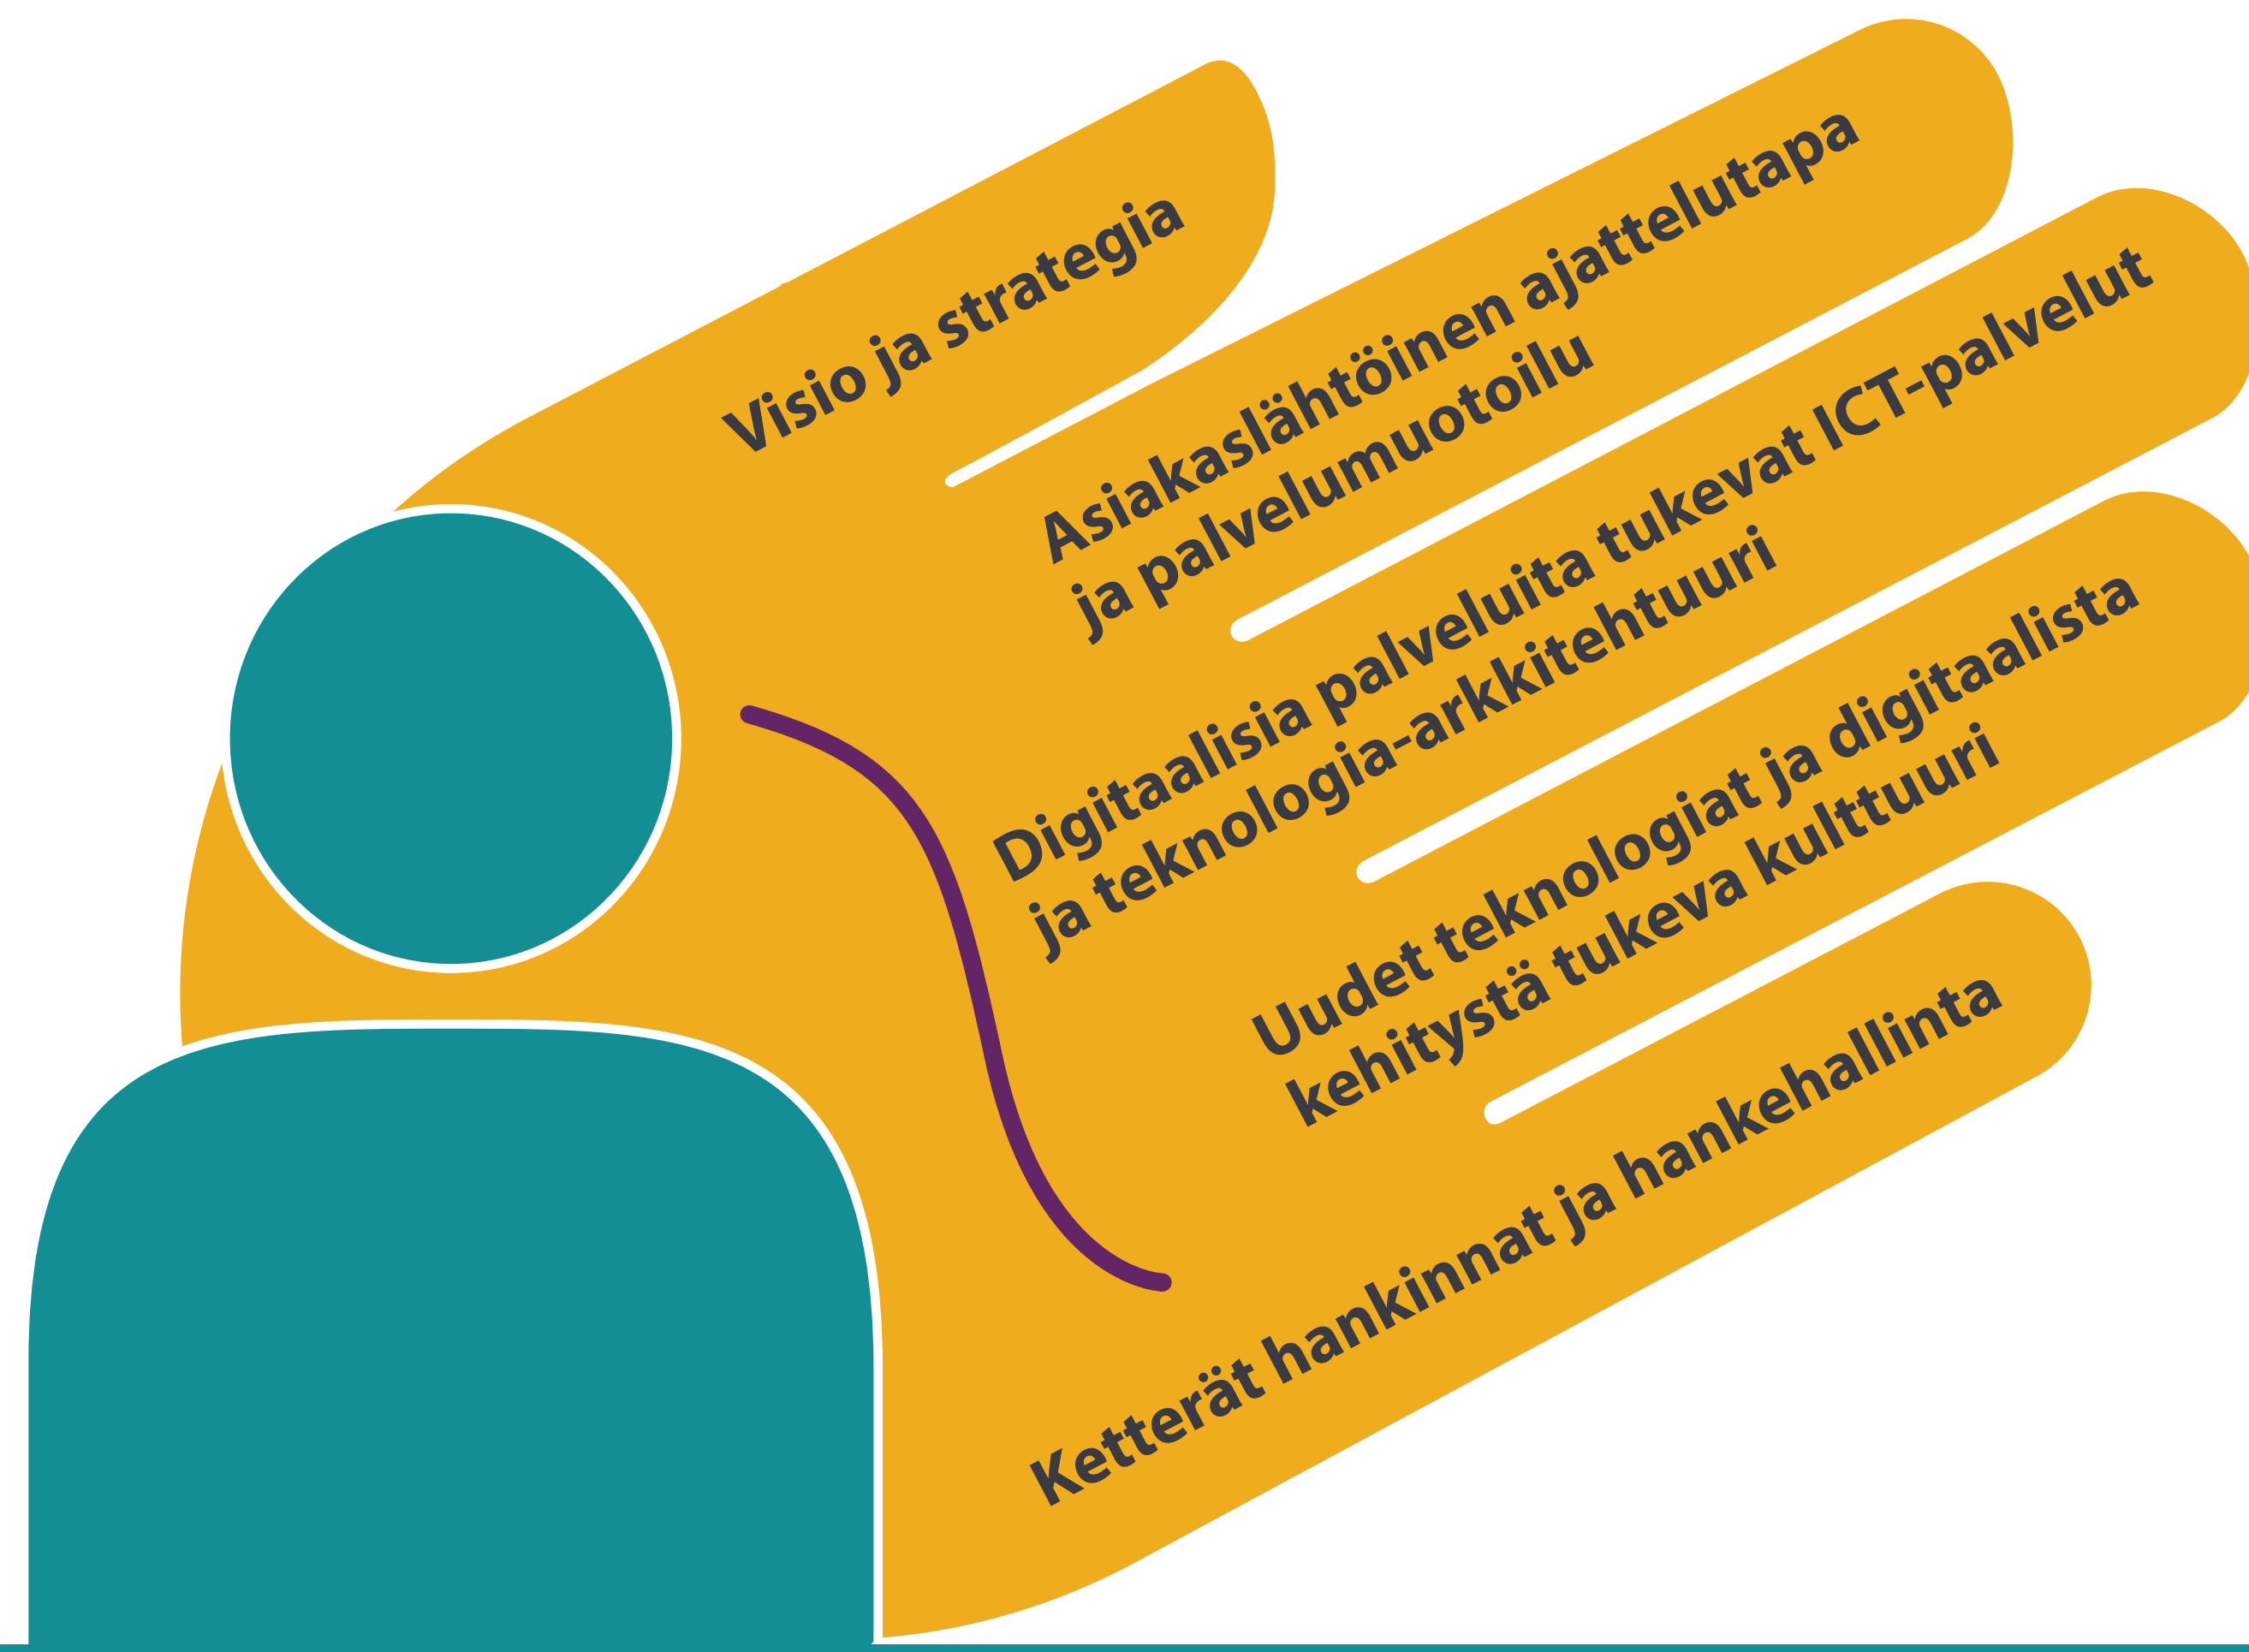 Visio ja strategia
Asiakaslähtöinen ajattelutapa
ja palvelumuotoilu
Digitaalisia palveluita tukevat ICT-palvelut
ja teknologia-arkkitehtuuri
Uudet teknologiat ja digitaalista
kehitystä tukeva kulttuuri
Ketterät hankinnat ja hankehallinta